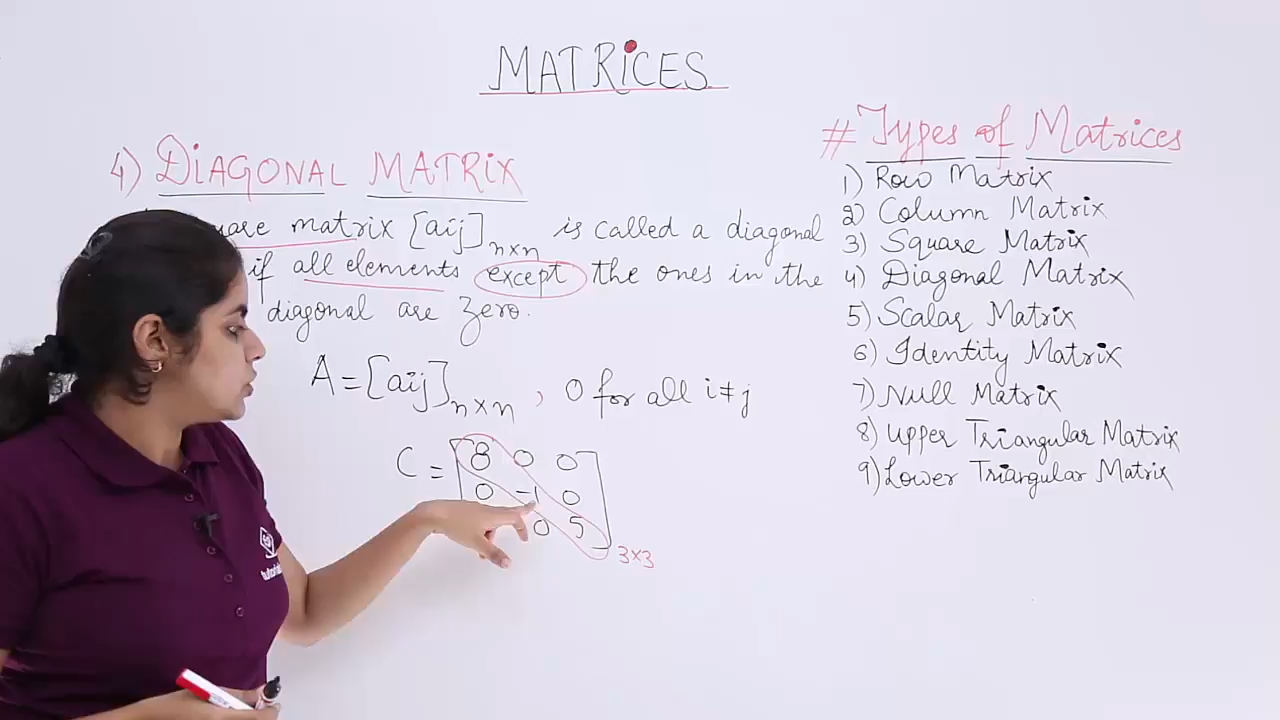 MATRICES
4) DIAGONAL MATRIX
matrix [aij]n×n is called a diagonal
if all elements except the ones in the
diagonal are zero.
A = [aij]n×n , 0 for all i≠j
C = [8 0 0
0 -1 0
0 5] 3×3
# Types of Matrices
1) Row Matrix
2) Column Matrix
3) Square Matrix
4) Diagonal Matrix
5) Scalar Matrix
6) Identity Matrix
7) Null Matrix
8) Upper Triangular Matrix
9) Lower Triangular Matrix